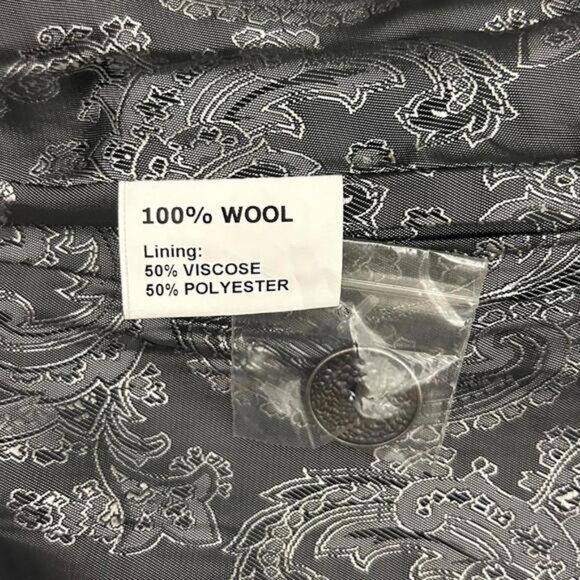 100% WOOL
Lining:
50% VISCOSE
50% POLYESTER